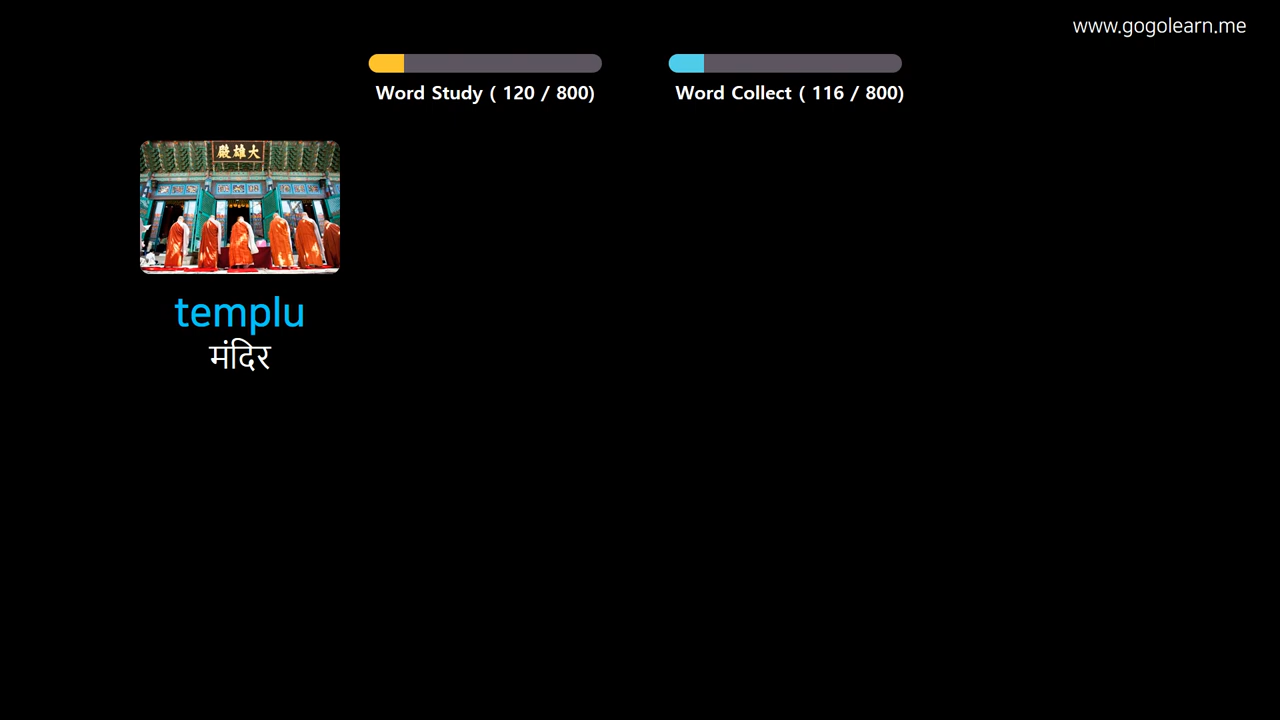 www.gogolearn.me
Word Study ( 120 / 800)
Word Collect ( 116 / 800)
殿雄大
templu
मंदिर